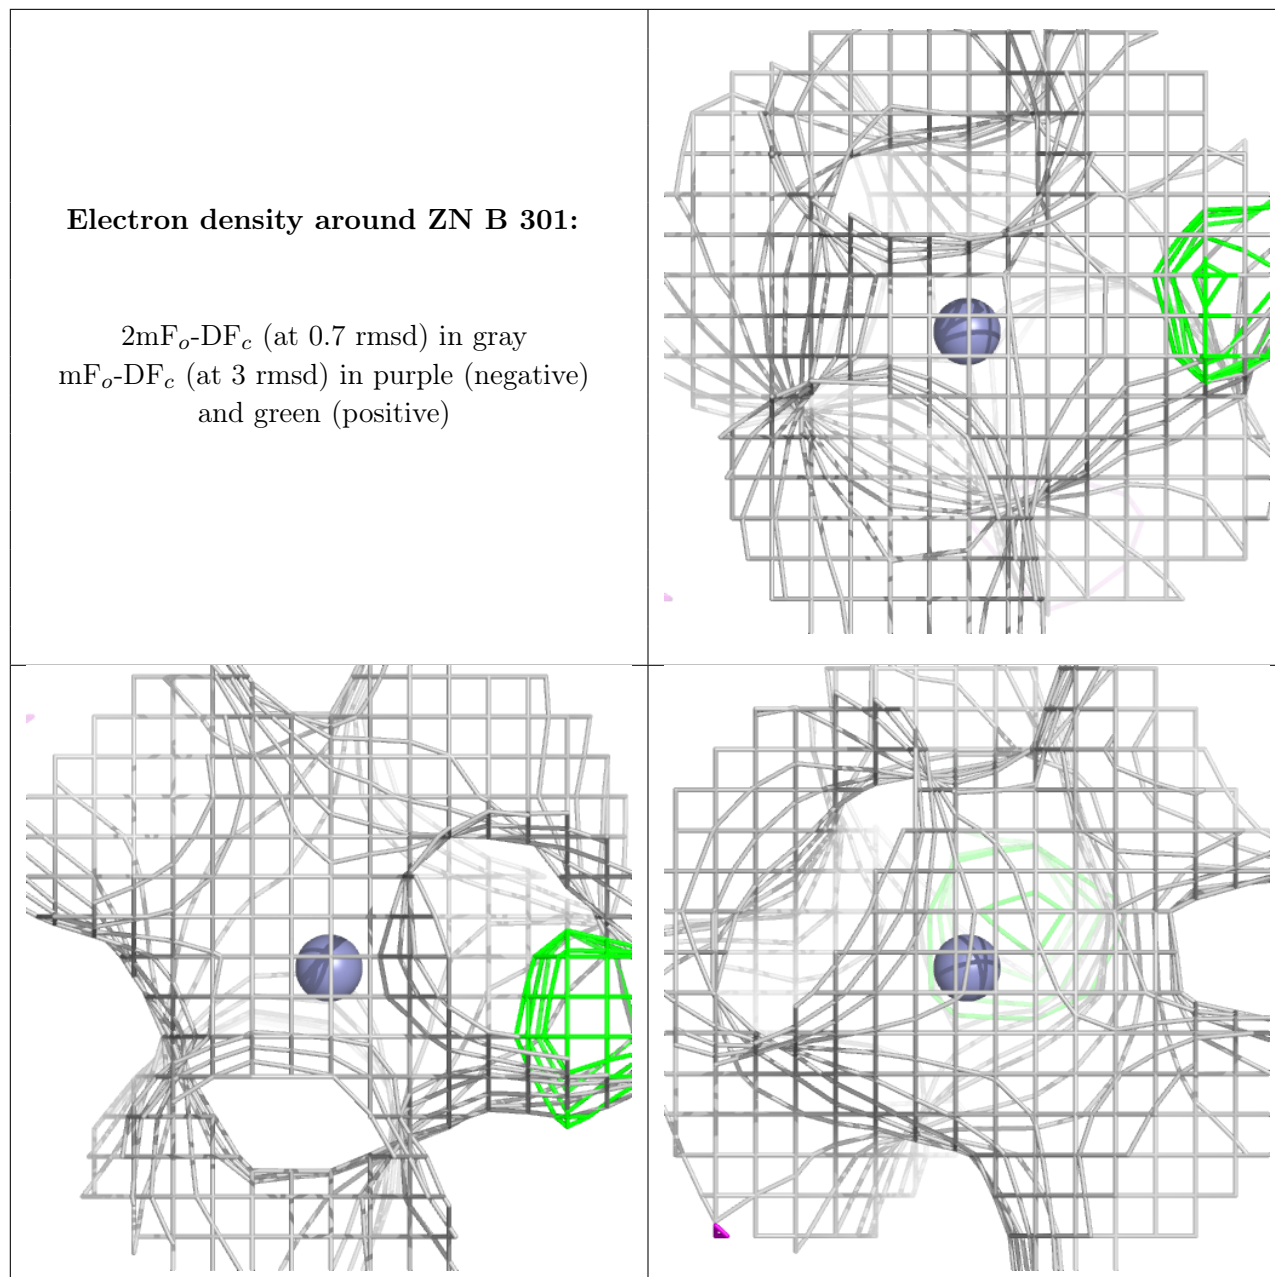 Electron density around ZN B 301:
2mFo-DFc (at 0.7 rmsd) in gray
mFo-DFc (at 3 rmsd) in purple (negative)
and green (positive)